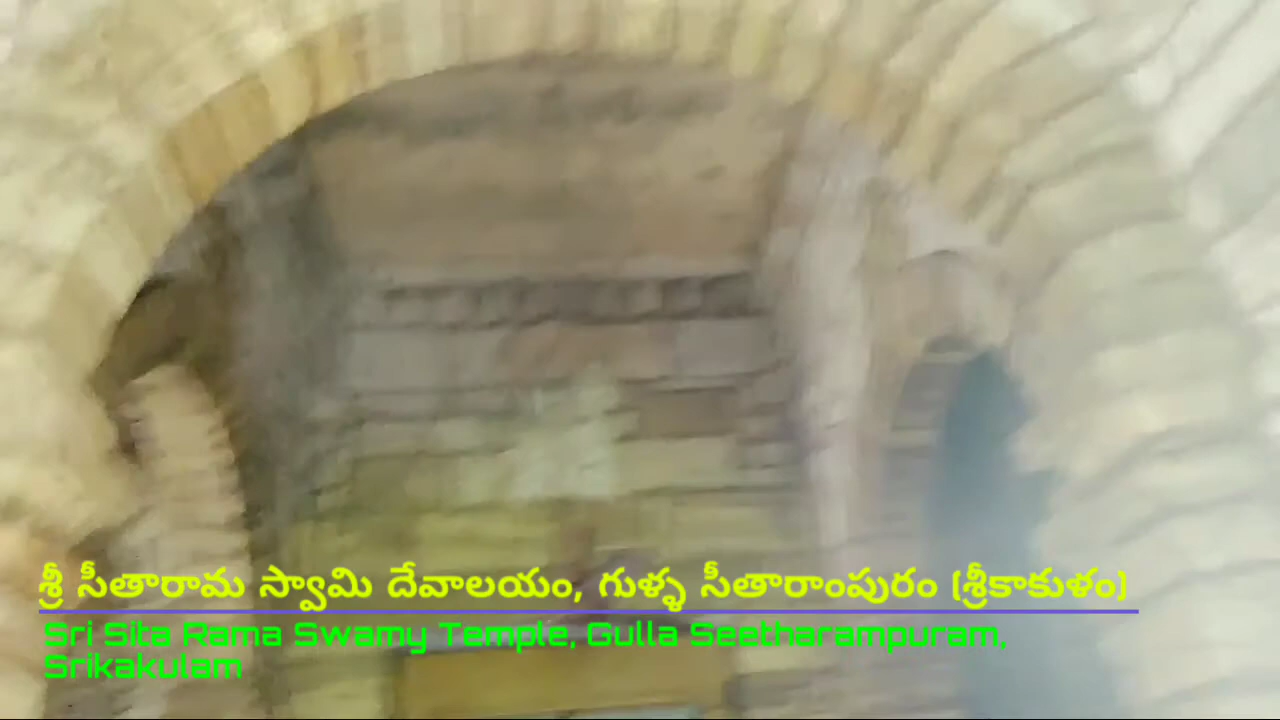 శ్రీ సీతారామ స్వామి దేవాలయం, గుళ్ళ సీతారాంపురం (శ్రీకాకుళం)
Sri Sita Rama Swamy Temple, Gulla Seetharampuram,
Srikakulam